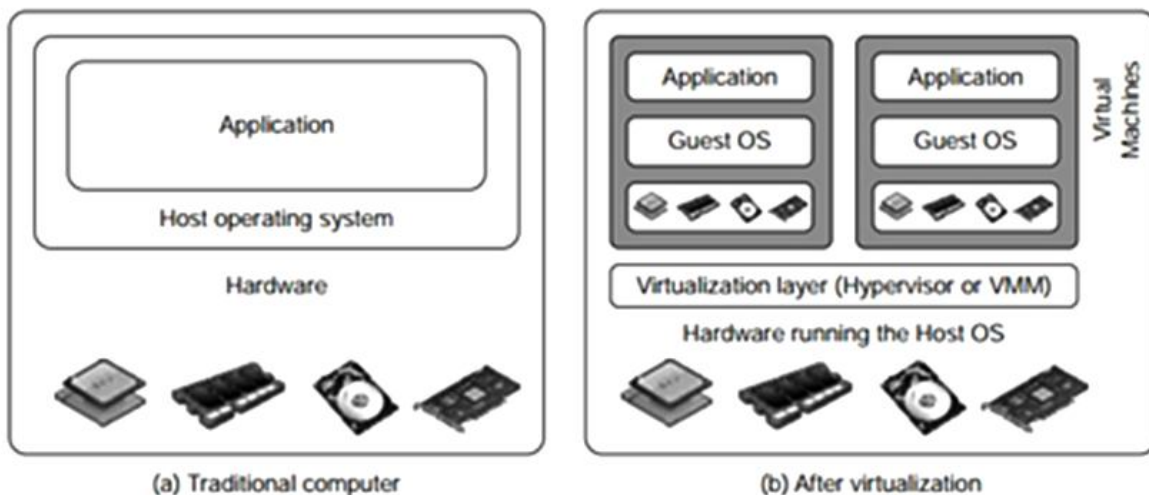 Application
Host operating system
Hardware
(a) Traditional computer
Application
Guest OS
Application
Guest OS
Virtual
Machines
Virtualization layer (Hypervisor or VMM)
Hardware running the Host OS
(b) After virtualization